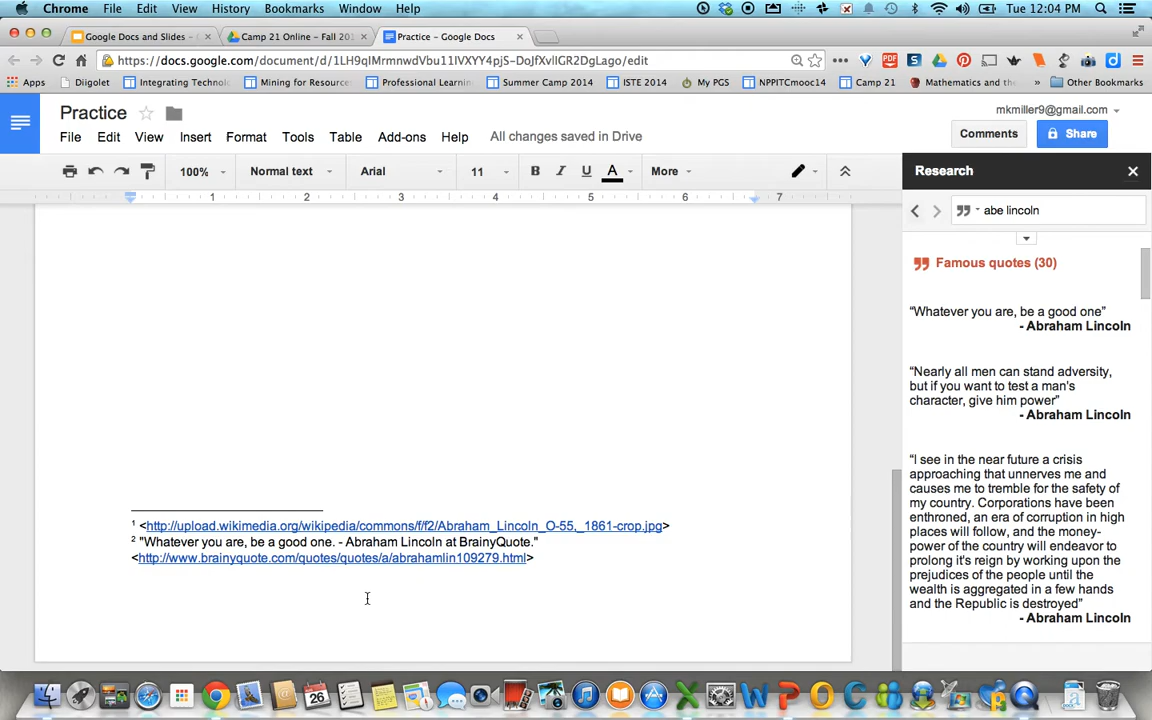 Chrome File Edit View History Bookmarks Window Help Tue 12:04 PM
Google Docs and Slides - Camp 21 Online – Fall 201 Practice – Google Docs
https://docs.google.com/document/d/1LH9qIMrmnwdVbu11IVXYY4pjS-DoJfXvlIGR2DgLago/edit
Apps Diigolet Integrating Technolo Mining for Resource Professional Learnin Summer Camp 2014 ISTE 2014 My PGS NPPITCmooc14 Camp 21 Mathematics and the » Other Bookmarks
Practice mkmiller9@gmail.com
File Edit View Insert Format Tools Table Add-ons Help All changes saved in Drive Comments Share
100% Normal text Arial 11 B I U A More
Research
1 2 3 4 5 6 7
abe lincoln
Famous quotes (30)
“Whatever you are, be a good one”
- Abraham Lincoln
“Nearly all men can stand adversity,
but if you want to test a man's
character, give him power”
- Abraham Lincoln
“I see in the near future a crisis
approaching that unnerves me and
causes me to tremble for the safety of
my country. Corporations have been
enthroned, an era of corruption in high
places will follow, and the money-
power of the country will endeavor to
prolong it's reign by working upon the
prejudices of the people until the
wealth is aggregated in a few hands
and the Republic is destroyed”
- Abraham Lincoln
1 <http://upload.wikimedia.org/wikipedia/commons/f/f2/Abraham_Lincoln_O-55,_1861-crop.jpg>
2 "Whatever you are, be a good one. - Abraham Lincoln at BrainyQuote."
<http://www.brainyquote.com/quotes/quotes/a/abrahamlin109279.html>